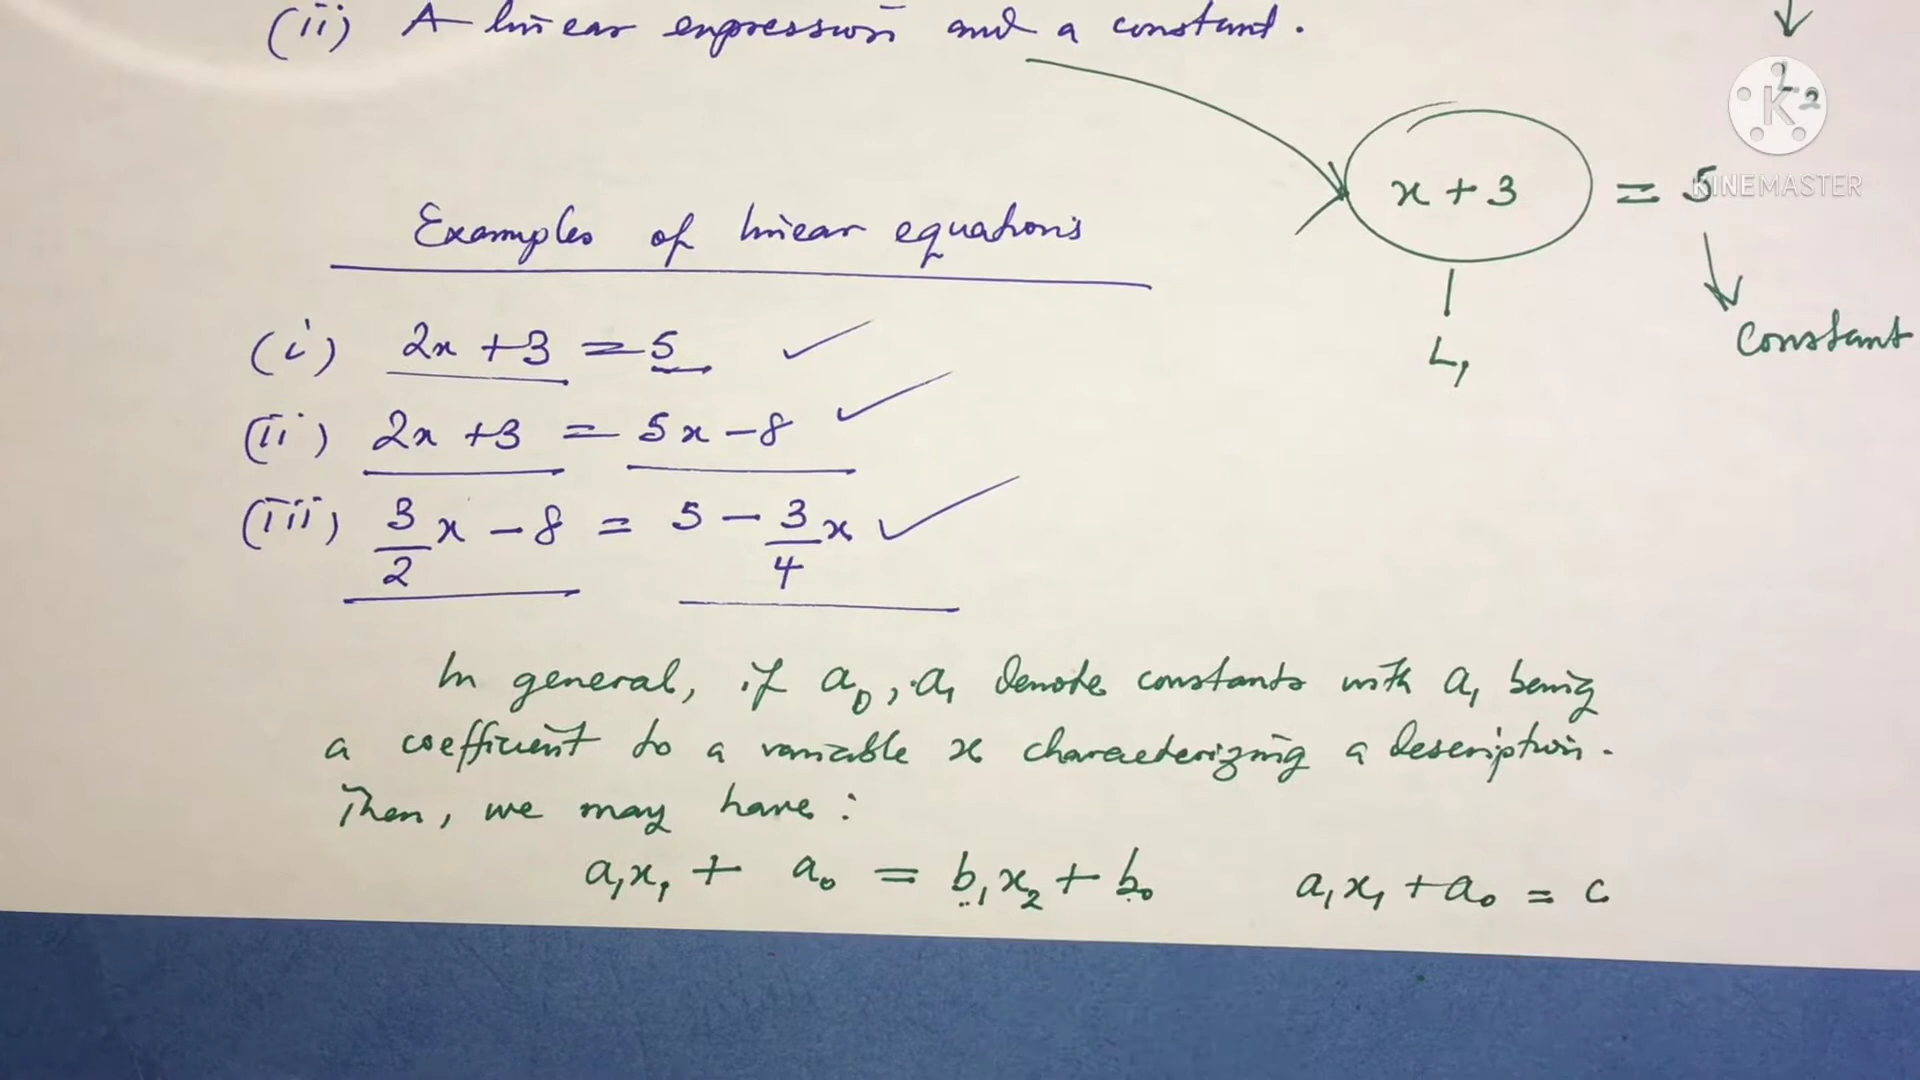 (ii) A linear expression and a constant.
L2
x + 3 = 5
KINEMASTER
Constant
L1
Examples of linear equations
(i) 2x + 3 = 5
(ii) 2x + 3 = 5x - 8
(iii) 3/2 x - 8 = 5 - 3/4 x
In general, if a0, a1 denote constants with a1 being
a coefficient to a variable x characterizing a description.
Then, we may have:
a1x1 + a0 = b1x2 + b0 a1x1 + a0 = c